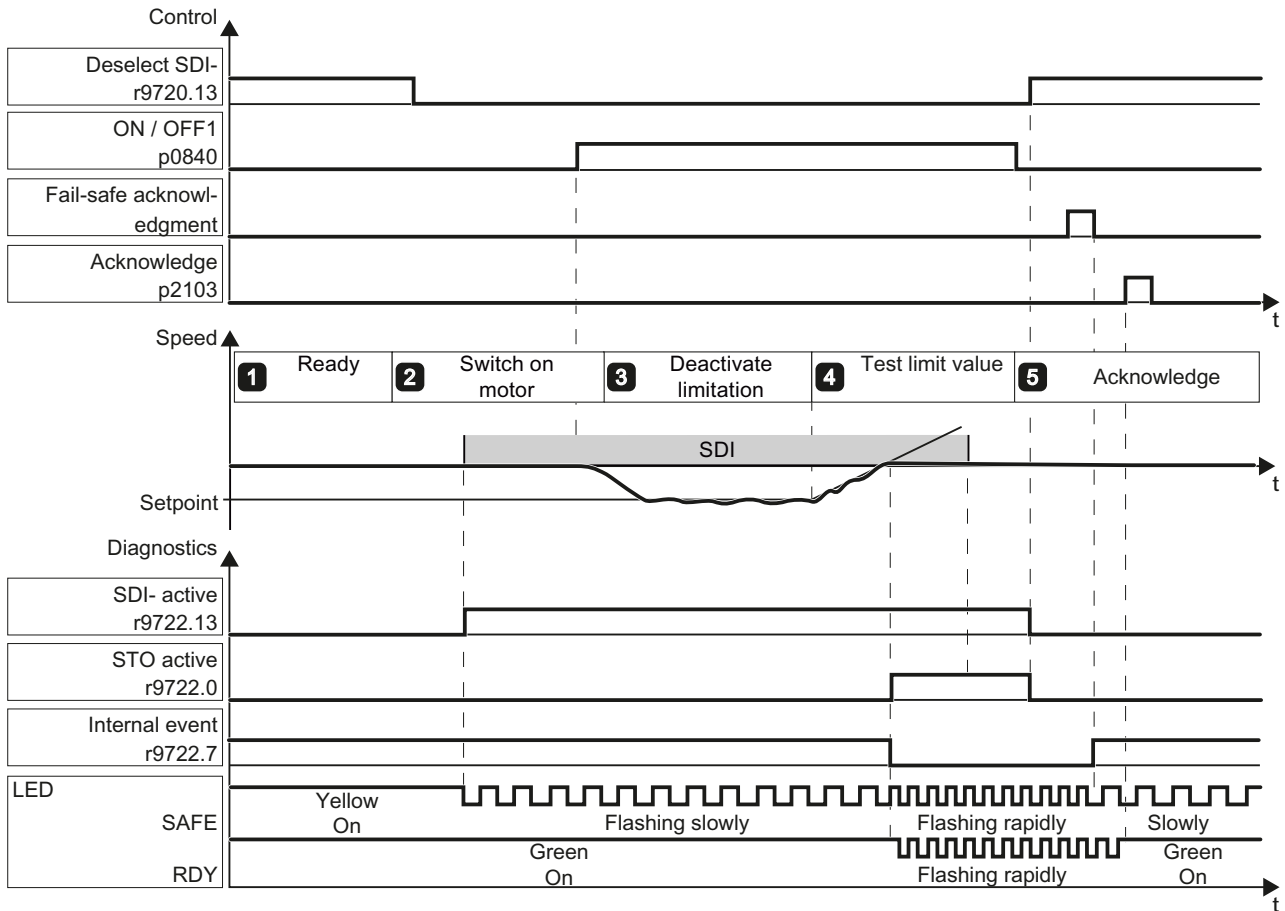 Control
Deselect SDI-
r9720.13
ON / OFF1
p0840
Fail-safe acknowl-
edgment
Acknowledge
p2103
t
Speed
1 Ready
2 Switch on
motor
3 Deactivate
limitation
4 Test limit value
5 Acknowledge
SDI
t
Setpoint
Diagnostics
SDI- active
r9722.13
STO active
r9722.0
Internal event
r9722.7
LED
SAFE
Yellow
On
Flashing slowly
Flashing rapidly
Slowly
RDY
Green
On
Flashing rapidly
Green
On
t